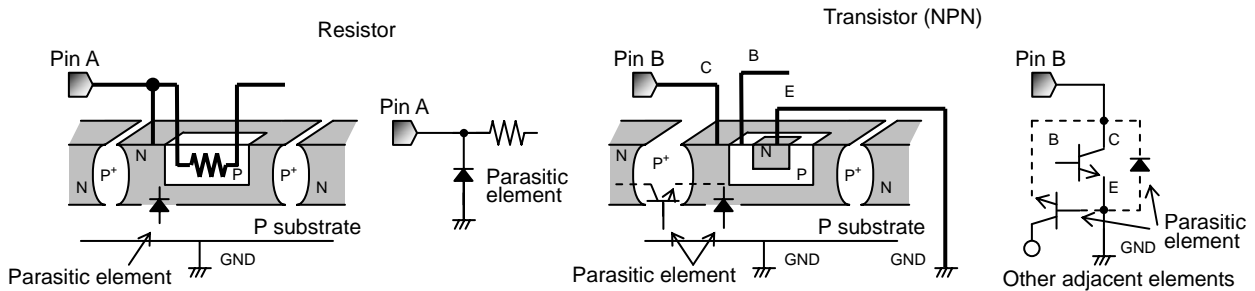 Resistor
Transistor (NPN)
Pin A
Pin B
C
B
E
Pin B
Pin A
N
P
N
P+
P+
N
Parasitic element
P substrate
GND
Parasitic element
N
P
N
P+
P+
N
P substrate
GND
GND
Parasitic element
B
C
E
GND
Parasitic element
Other adjacent elements